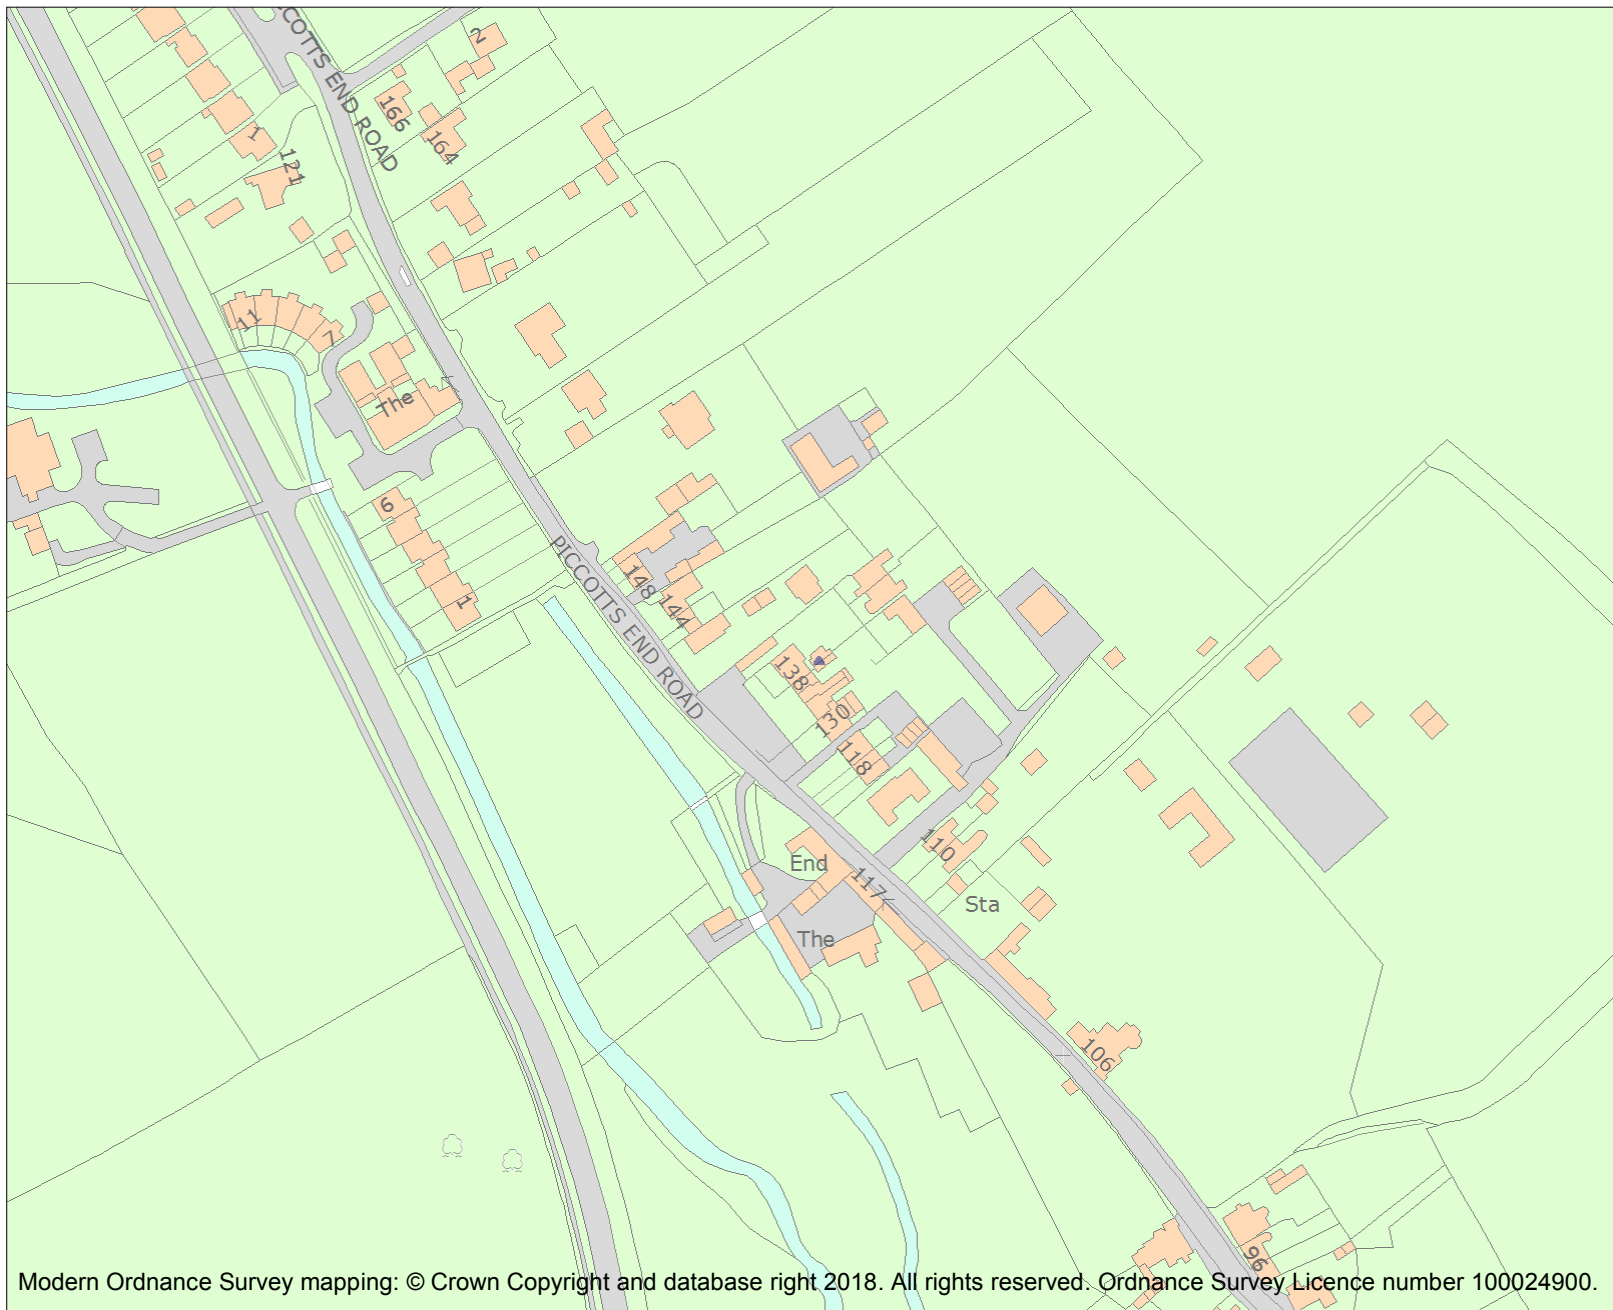 PICCOTTS END ROAD
2
166
164
1
121
11
7
The
6
1
PICCOTTS END ROAD
148
144
138
130
118
110
End
117
Sta
The
106
96
Modern Ordnance Survey mapping: © Crown Copyright and database right 2018. All rights reserved. Ordnance Survey Licence number 100024900.